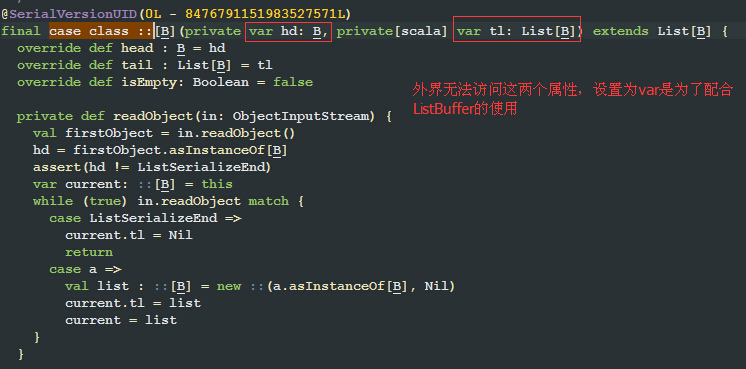 @SerialVersionUID(0L - 8476791151983527571L)
final case class ::[B](private var hd: B, private[scala] var tl: List[B]) extends List[B] {
  override def head : B = hd
  override def tail : List[B] = tl
  override def isEmpty: Boolean = false
外界无法访问这两个属性，设置为var是为了配合
ListBuffer的使用
  private def readObject(in: ObjectInputStream) {
    val firstObject = in.readObject()
    hd = firstObject.asInstanceOf[B]
    assert(hd != ListSerializeEnd)
    var current: ::[B] = this
    while (true) in.readObject match {
      case ListSerializeEnd =>
        current.tl = Nil
        return
      case a =>
        val list : ::[B] = new ::(a.asInstanceOf[B], Nil)
        current.tl = list
        current = list
    }
  }